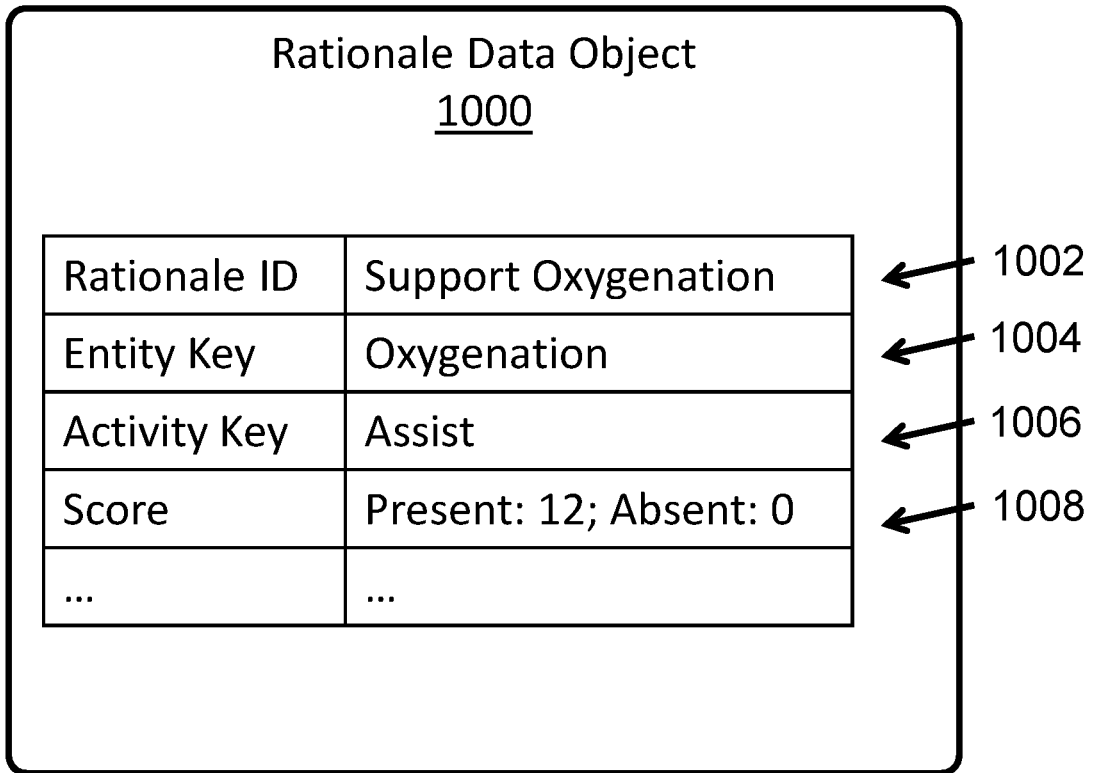 Rationale Data Object
1000
Rationale ID Support Oxygenation 1002
Entity Key Oxygenation 1004
Activity Key Assist 1006
Score Present: 12; Absent: 0 1008
... ...